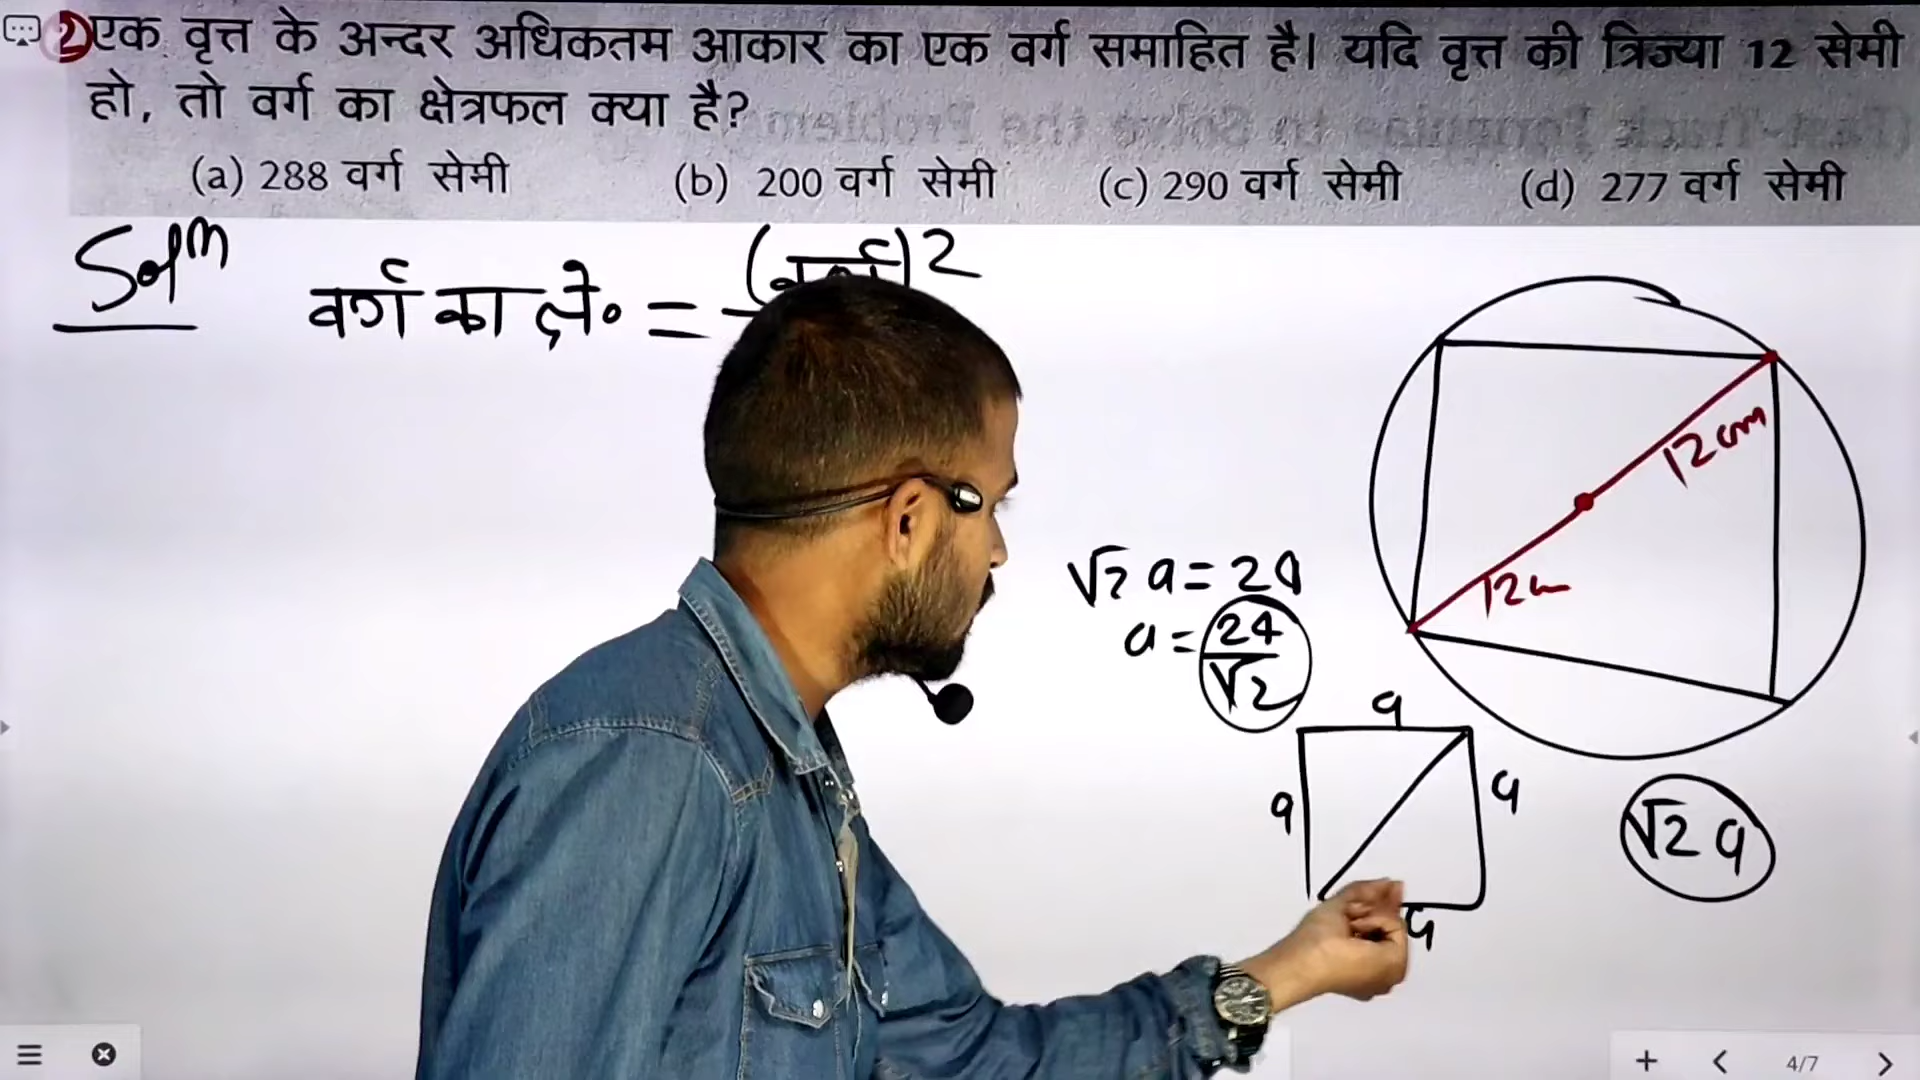 2) एक वृत्त के अन्दर अधिकतम आकार का एक वर्ग समाहित है। यदि वृत्त की त्रिज्या 12 सेमी
हो, तो वर्ग का क्षेत्रफल क्या है?
(a) 288 वर्ग सेमी (b) 200 वर्ग सेमी (c) 290 वर्ग सेमी (d) 277 वर्ग सेमी
Solⁿ
वर्ग का क्षे० = ( )2
12cm
12cm
√2 a = 24
a = 24/√2
a
a
a
a
√2 a
4/7